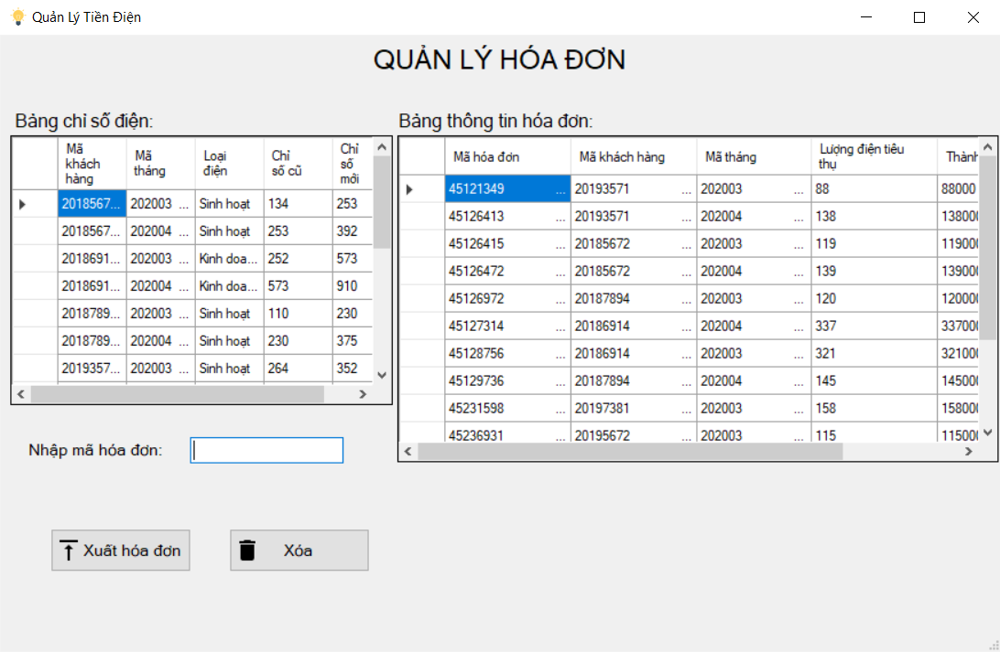 Quản Lý Tiền Điện
QUẢN LÝ HÓA ĐƠN
Bảng chỉ số điện:
Mã khách hàng Mã tháng Loại điện Chỉ số cũ Chỉ số mới
2018567... 202003 ... Sinh hoạt 134 253
2018567... 202004 ... Sinh hoạt 253 392
2018691... 202003 ... Kinh doa... 252 573
2018691... 202004 ... Kinh doa... 573 910
2018789... 202003 ... Sinh hoạt 110 230
2018789... 202004 ... Sinh hoạt 230 375
2019357... 202003 ... Sinh hoạt 264 352
Bảng thông tin hóa đơn:
Mã hóa đơn Mã khách hàng Mã tháng Lượng điện tiêu thụ Thành
45121349 ... 20193571 ... 202003 ... 88 88000
45126413 ... 20193571 ... 202004 ... 138 138000
45126415 ... 20185672 ... 202003 ... 119 119000
45126472 ... 20185672 ... 202004 ... 139 139000
45126972 ... 20187894 ... 202003 ... 120 120000
45127314 ... 20186914 ... 202004 ... 337 337000
45128756 ... 20186914 ... 202003 ... 321 321000
45129736 ... 20187894 ... 202004 ... 145 145000
45231598 ... 20197381 ... 202003 ... 158 158000
45236931 ... 20195672 ... 202003 ... 115 115000
Nhập mã hóa đơn:
Xuất hóa đơn
Xóa